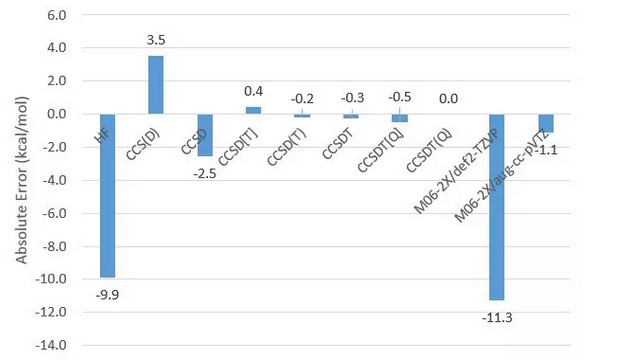 6.0
4.0
2.0
0.0
-2.0
-4.0
-6.0
-8.0
-10.0
-12.0
-14.0
Absolute Error (kcal/mol)
-9.9
3.5
-2.5
0.4
-0.2
-0.3
-0.5
0.0
-11.3
-1.1
HF
CCS(D)
CCSD
CCSD[T]
CCSD(T)
CCSDT
CCSDT[Q]
CCSDT(Q)
M06-2X/def2-TZVP
M06-2X/aug-cc-pVTZ